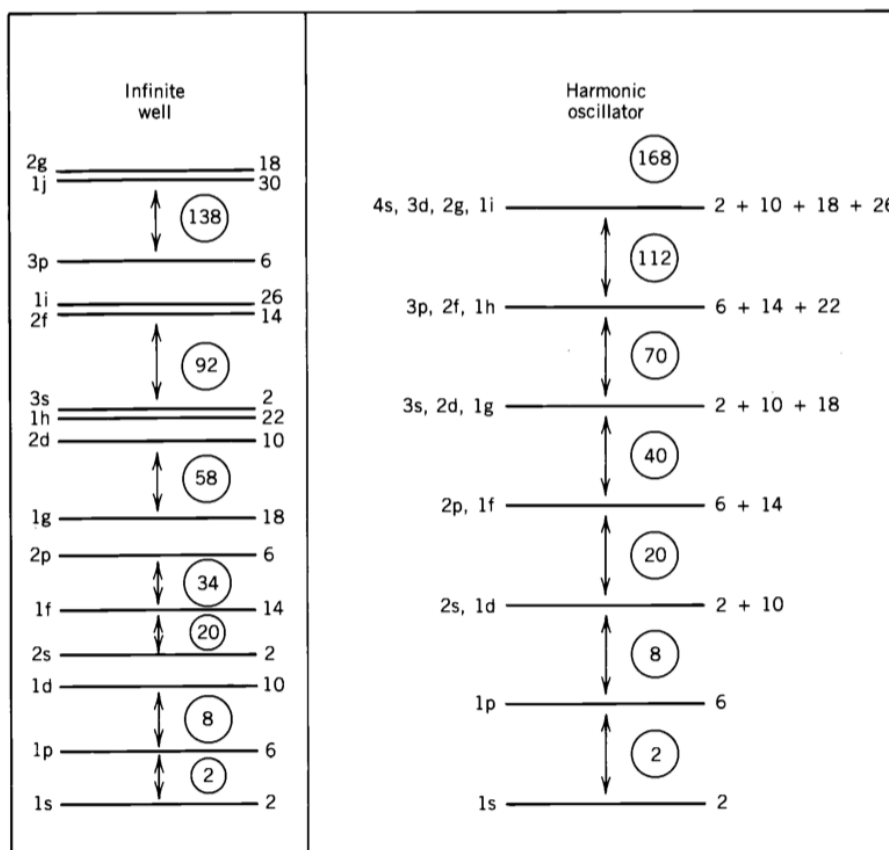 Infinite
well
2g 18
1j 30
138
3p 6
1i 26
2f 14
92
3s 2
1h 22
2d 10
58
1g 18
2p 6
34
1f 14
20
2s 2
1d 10
8
1p 6
2
1s 2
Harmonic
oscillator
168
4s, 3d, 2g, 1i 2 + 10 + 18 + 26
112
3p, 2f, 1h 6 + 14 + 22
70
3s, 2d, 1g 2 + 10 + 18
40
2p, 1f 6 + 14
20
2s, 1d 2 + 10
8
1p 6
2
1s 2